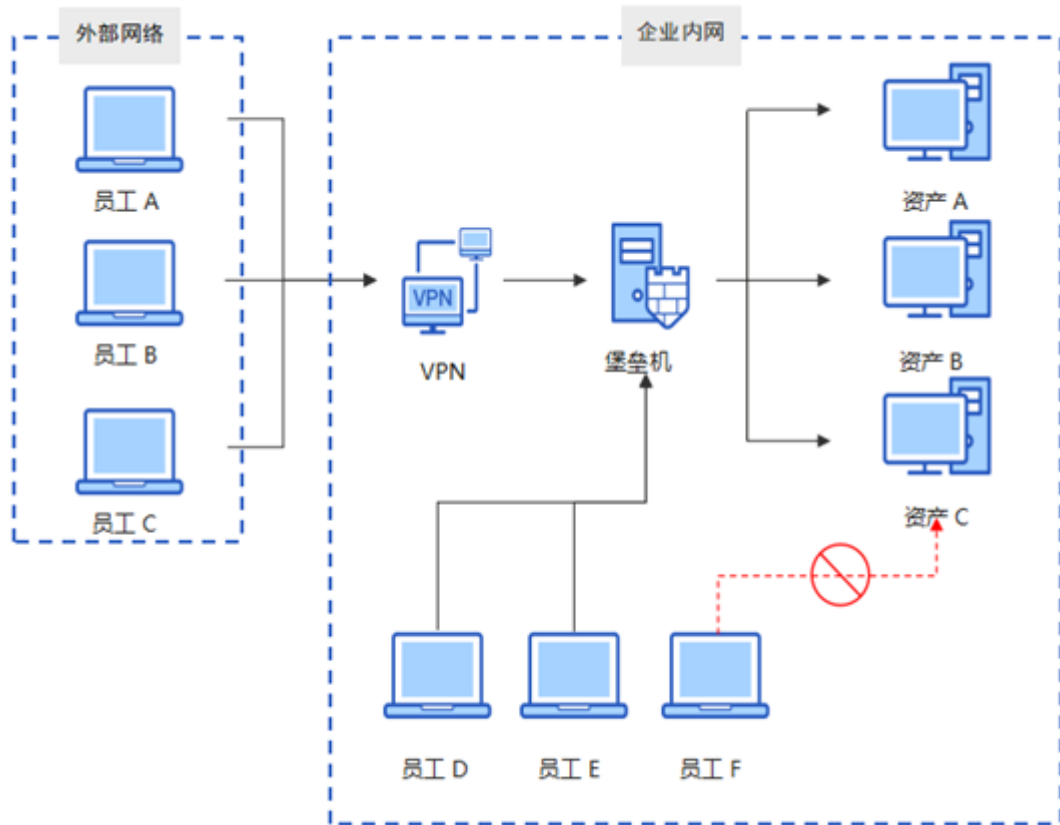 外部网络
企业内网
员工 A
资产 A
员工 B
VPN
VPN
堡垒机
资产 B
员工 C
资产 C
员工 D
员工 E
员工 F